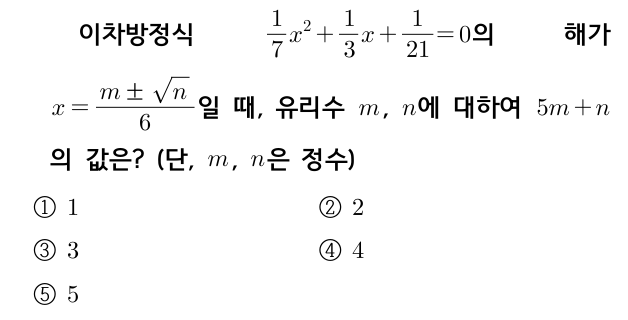 이차방정식 $\frac{1}{7}x^2+\frac{1}{3}x+\frac{1}{21}=0$의 해가
$x=\frac{m\pm\sqrt{n}}{6}$일 때, 유리수 $m$, $n$에 대하여 $5m+n$
의 값은? (단, $m$, $n$은 정수)
① 1 ② 2
③ 3 ④ 4
⑤ 5